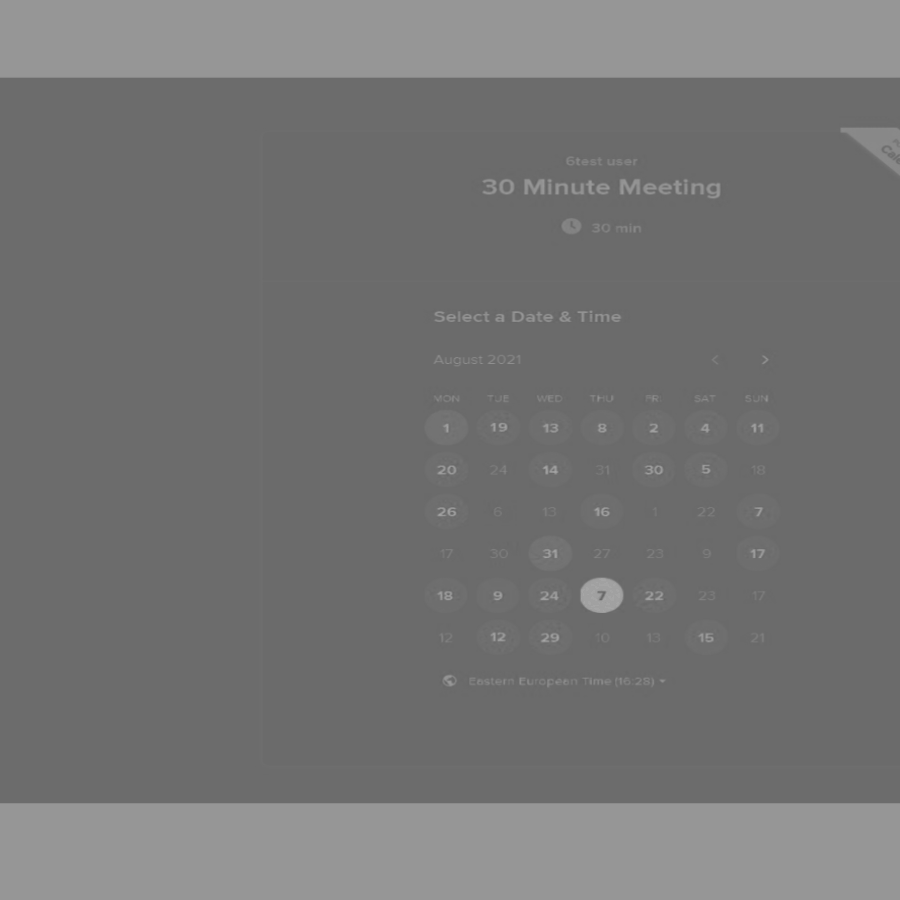 6test user
30 Minute Meeting
30 min
Select a Date & Time
August 2021
MON TUE WED THU FRI SAT SUN
1 19 13 8 2 4 11
20 24 14 31 30 5 18
26 6 13 16 1 22 7
17 30 31 27 23 9 17
18 9 24 7 22 23 17
12 12 29 10 13 15 21
Eastern European Time (16:28)